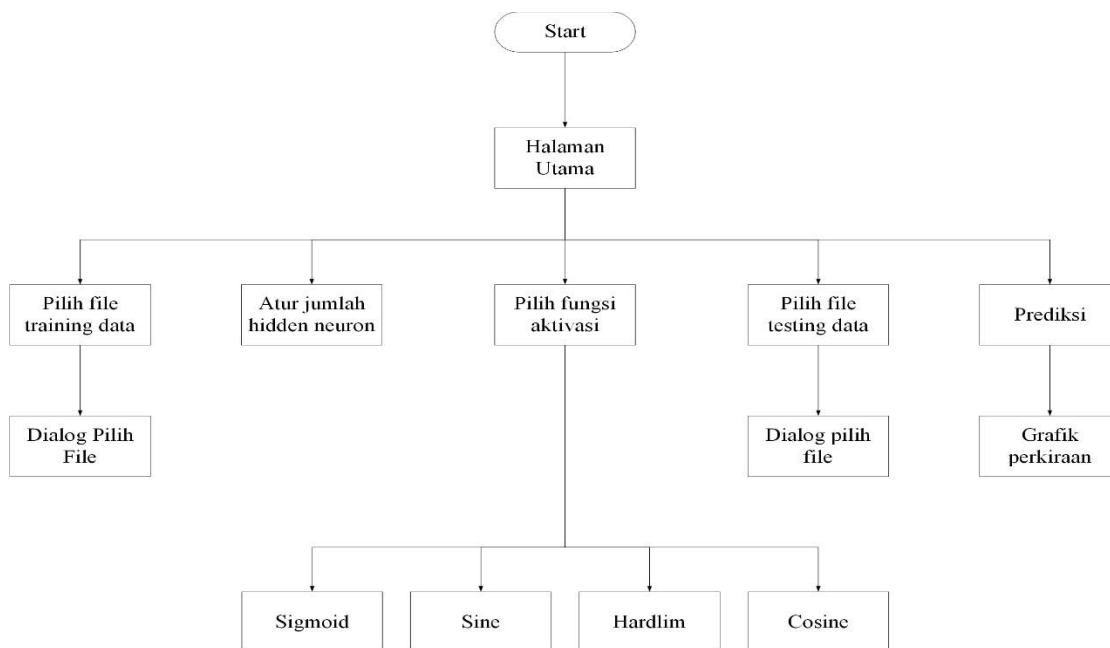 Start
Halaman
Utama
Pilih file
training data
Atur jumlah
hidden neuron
Pilih fungsi
aktivasi
Pilih file
testing data
Prediksi
Dialog Pilih
File
Dialog pilih
file
Grafik
perkiraan
Sigmoid
Sine
Hardlim
Cosine